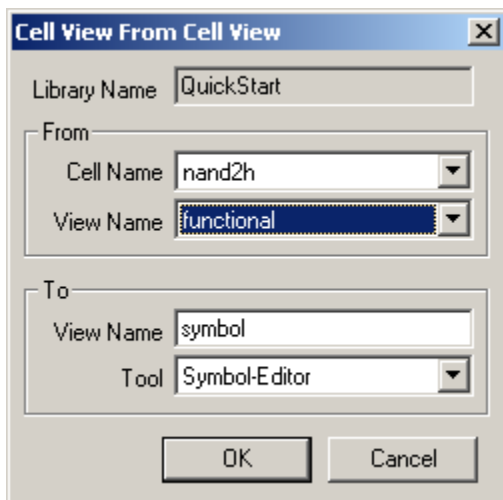 Cell View From Cell View
Library Name QuickStart
From
Cell Name nand2h
View Name functional
To
View Name symbol
Tool Symbol-Editor
OK Cancel